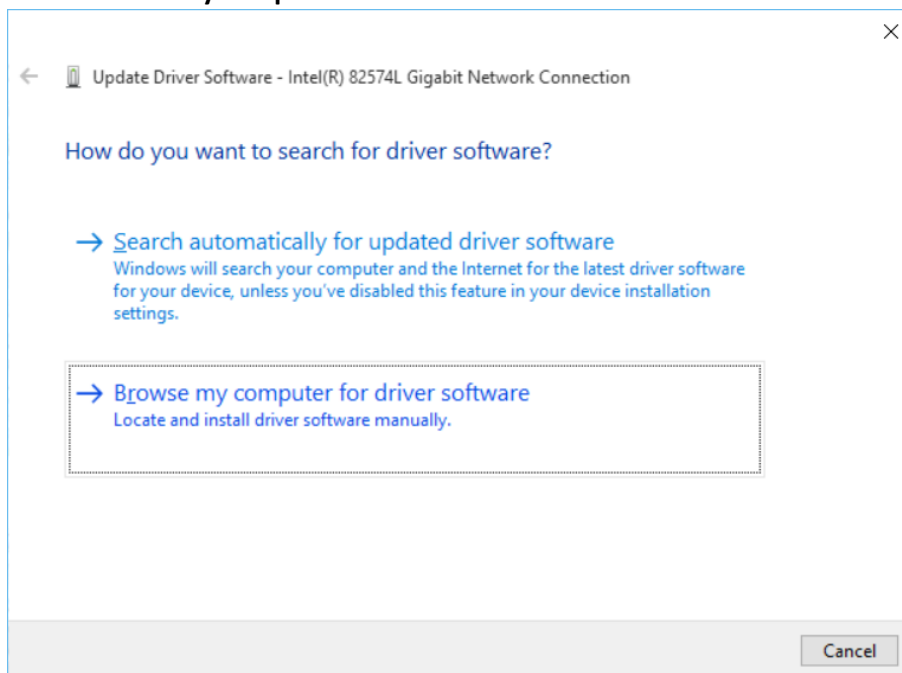 Update Driver Software - Intel(R) 82574L Gigabit Network Connection
How do you want to search for driver software?
Search automatically for updated driver software
Windows will search your computer and the Internet for the latest driver software
for your device, unless you've disabled this feature in your device installation
settings.
Browse my computer for driver software
Locate and install driver software manually.
Cancel